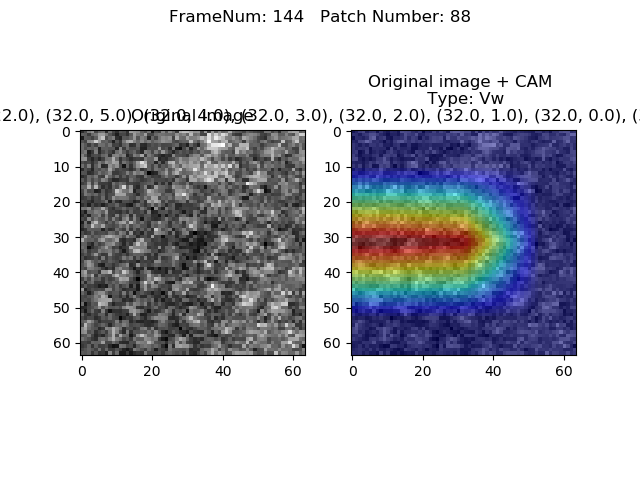 FrameNum: 144   Patch Number: 88
Original image + CAM
Type: Vw
2.0), (32.0, 5.0), (32.0, 4.0), (32.0, 3.0), (32.0, 2.0), (32.0, 1.0), (32.0, 0.0), (3
Original image
0
10
20
30
40
50
60
0 20 40 60
0
10
20
30
40
50
60
0 20 40 60